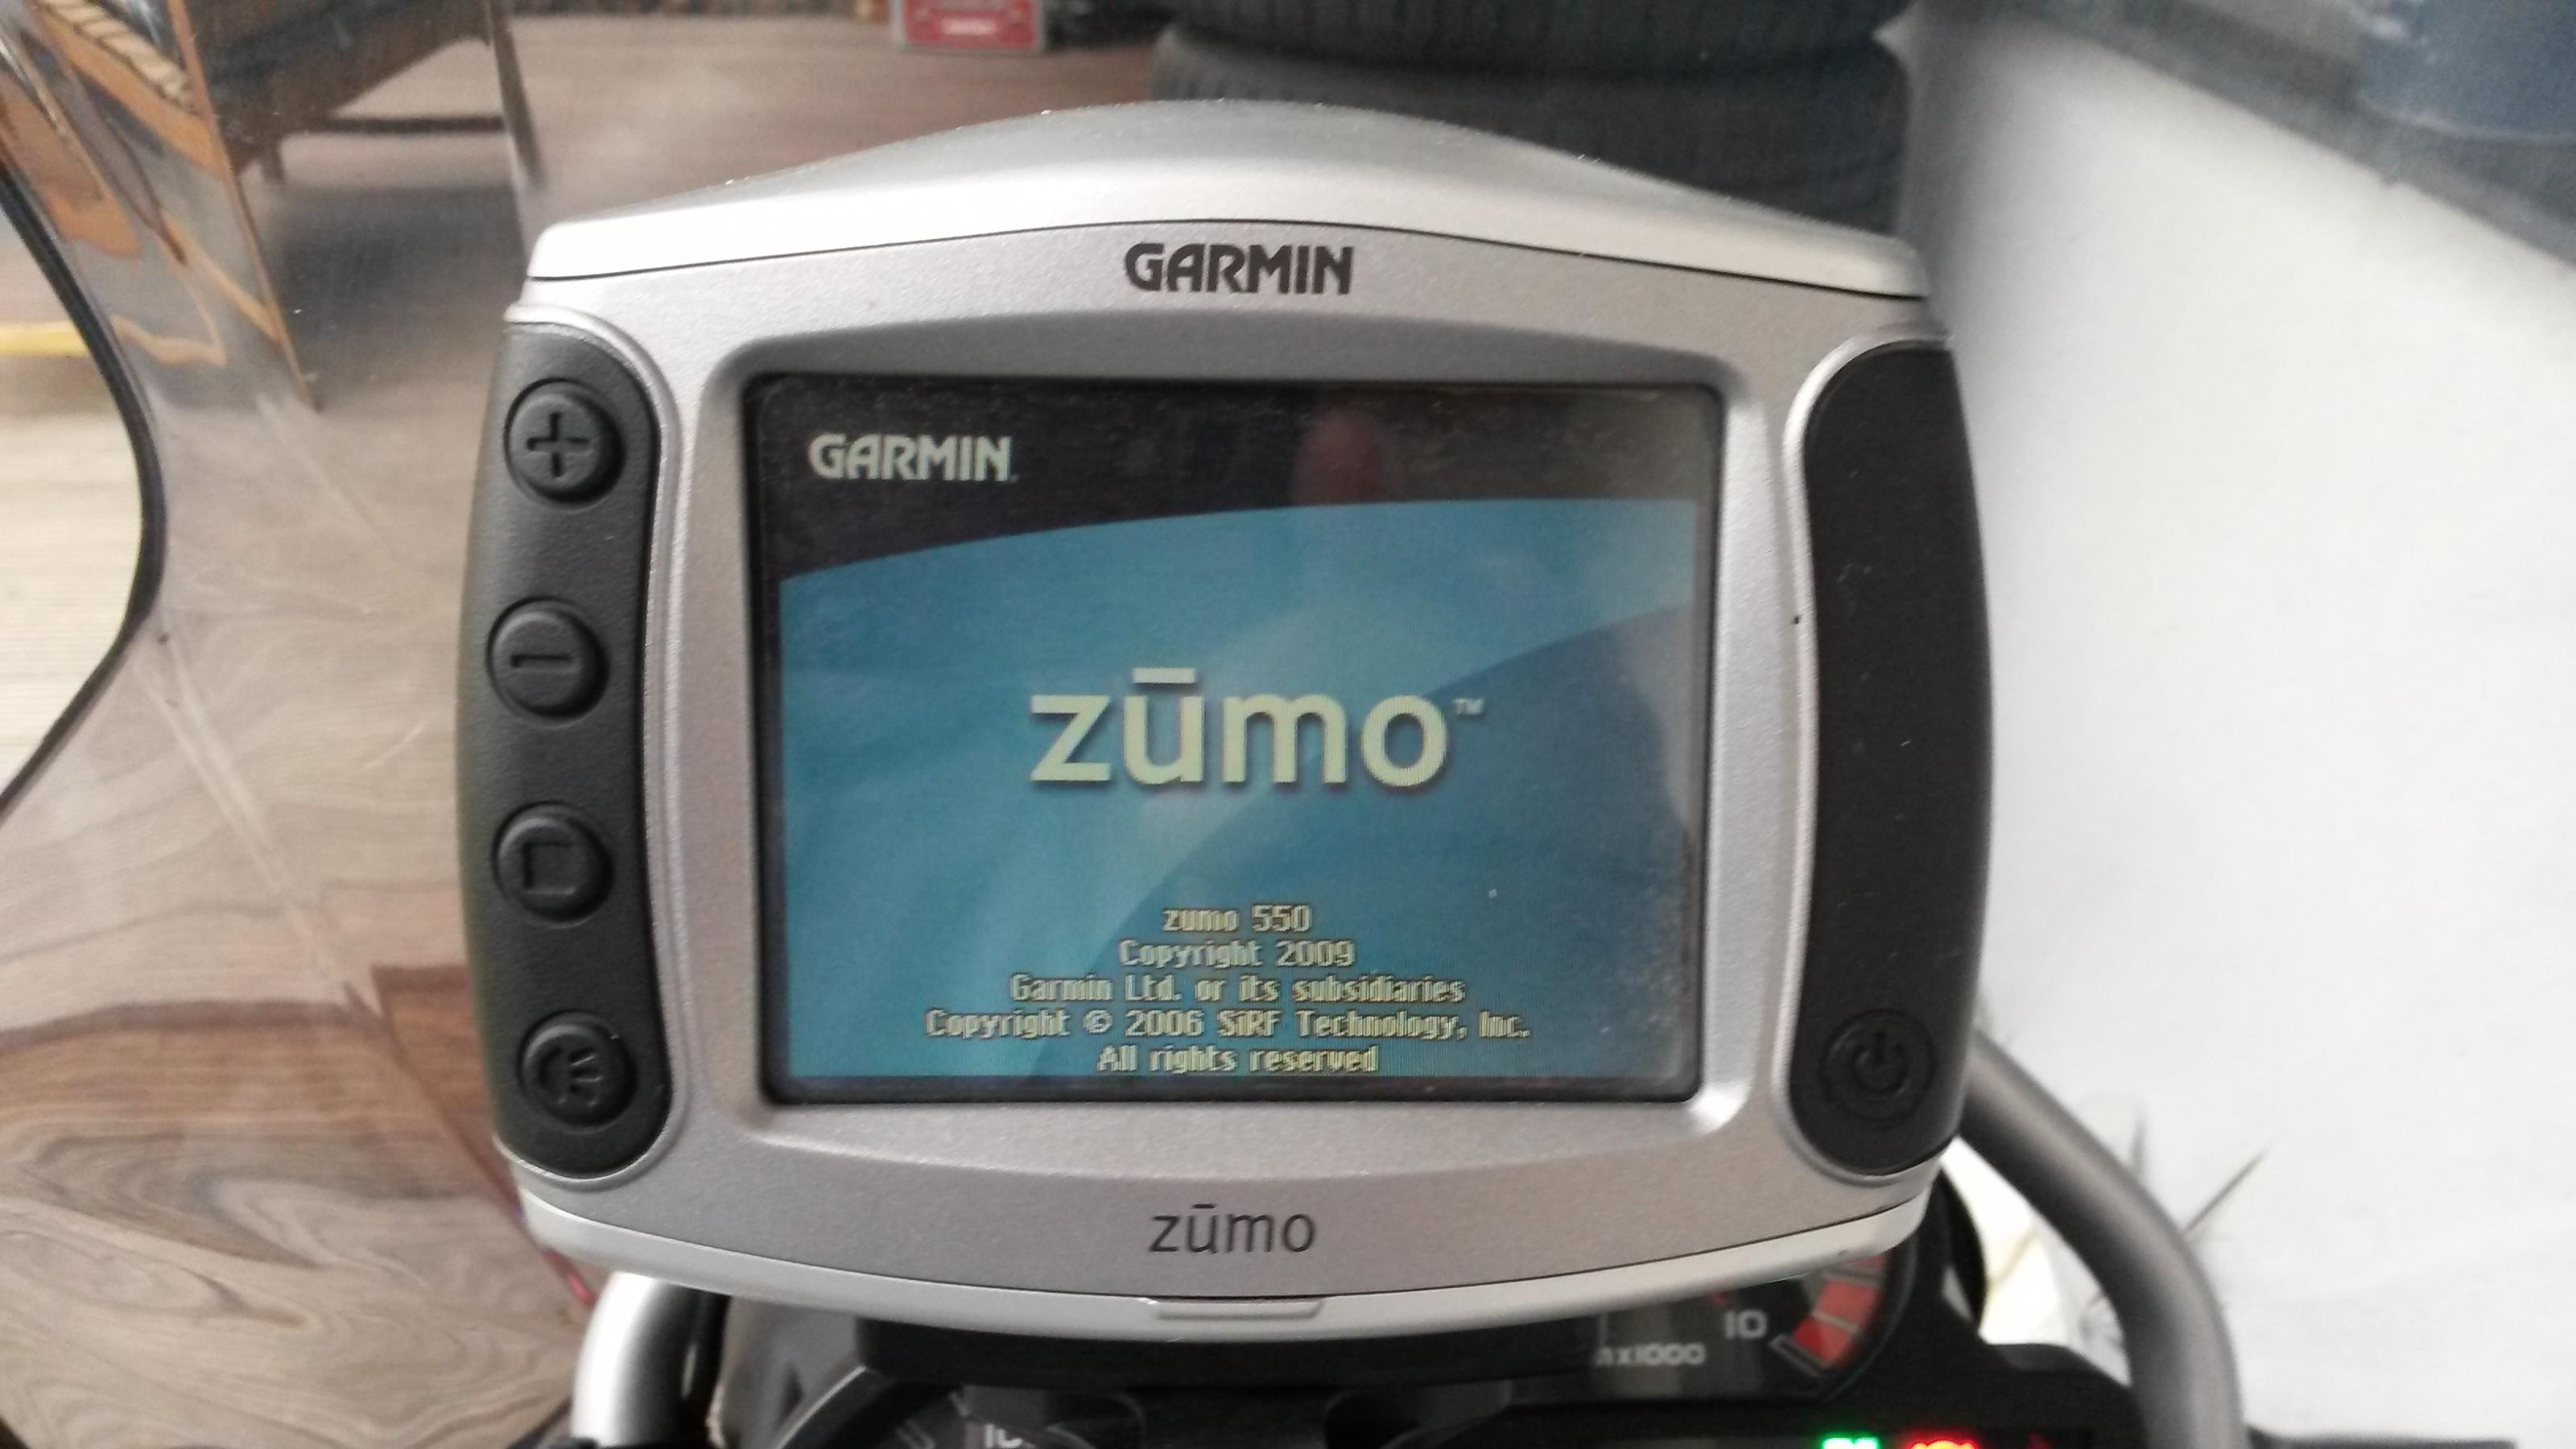 GARMIN
GARMIN
zūmo™
zumo 550
Copyright 2009
Garmin Ltd. or its subsidiaries
Copyright © 2006 SiRF Technology, Inc.
All rights reserved
zūmo
10
x1000